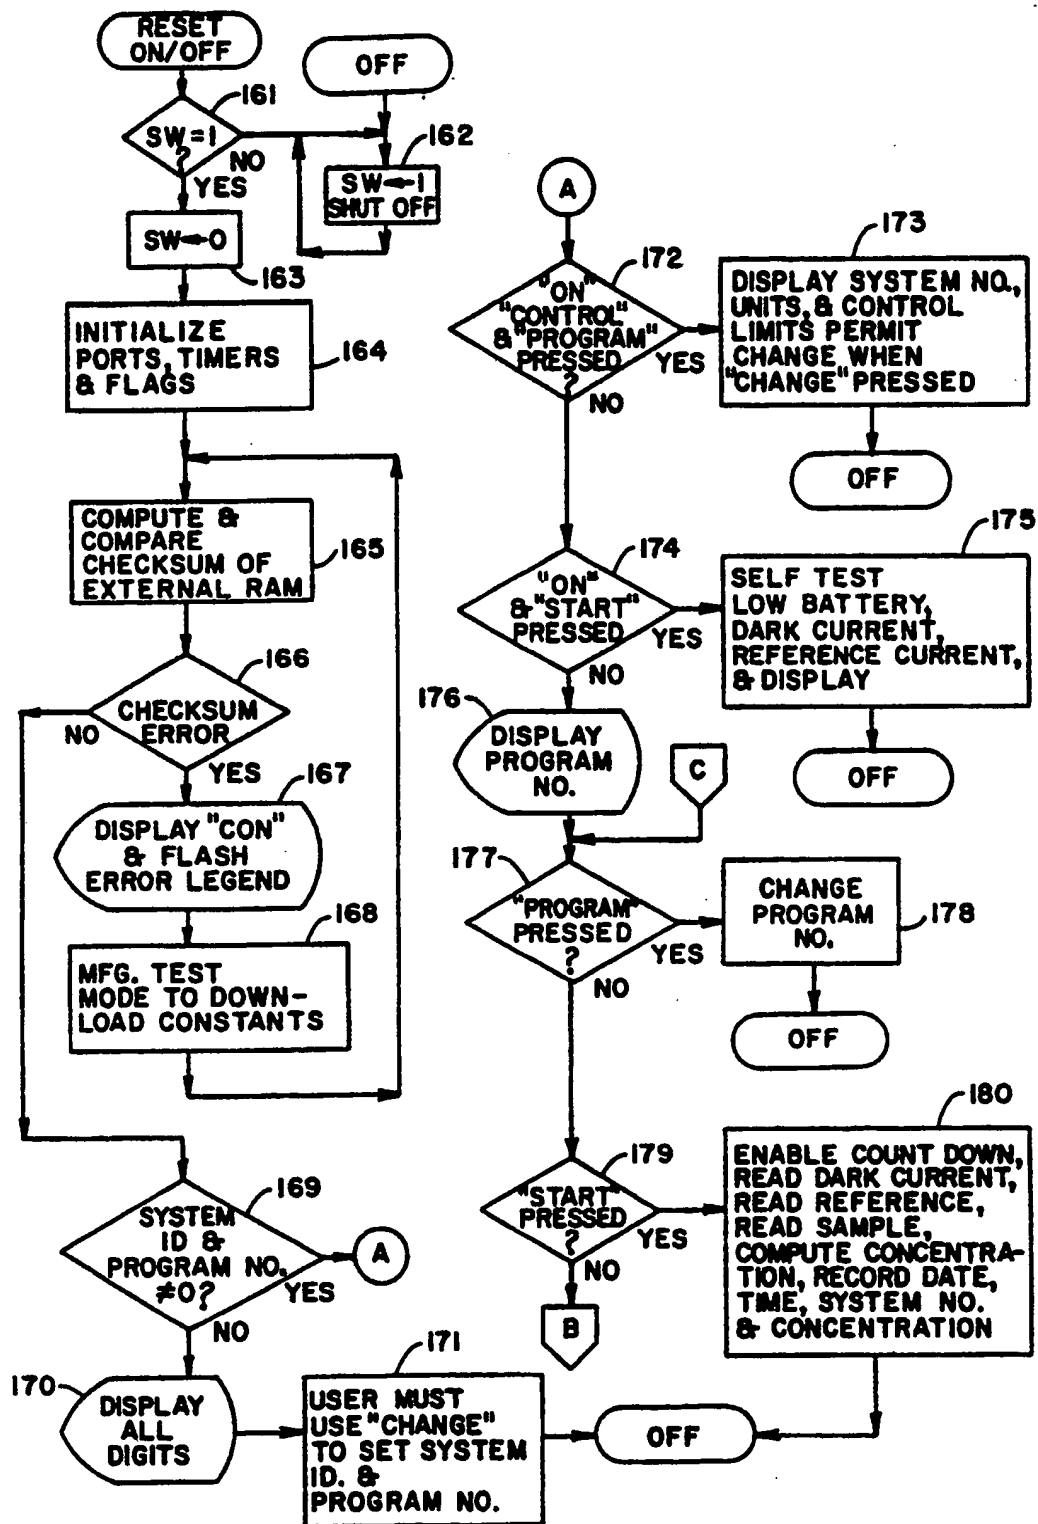 RESET
ON/OFF
OFF
161
SW=1
?
NO
YES
162
SW←1
SHUT OFF
SW←0
163
INITIALIZE
PORTS, TIMERS
& FLAGS
164
COMPUTE &
COMPARE
CHECKSUM OF
EXTERNAL RAM
165
166
CHECKSUM
ERROR
NO
YES
167
DISPLAY "CON"
& FLASH
ERROR LEGEND
168
MFG. TEST
MODE TO DOWN-
LOAD CONSTANTS
169
SYSTEM
ID &
PROGRAM NO.
≠0?
YES
A
NO
170
DISPLAY
ALL
DIGITS
171
USER MUST
USE "CHANGE"
TO SET SYSTEM
ID. &
PROGRAM NO.
OFF
A
172
"ON"
"CONTROL"
& "PROGRAM"
PRESSED
?
YES
NO
173
DISPLAY SYSTEM NO.,
UNITS, & CONTROL
LIMITS PERMIT
CHANGE WHEN
"CHANGE" PRESSED
OFF
174
"ON"
& "START"
PRESSED
YES
NO
175
SELF TEST
LOW BATTERY,
DARK CURRENT,
REFERENCE CURRENT,
& DISPLAY
OFF
176
DISPLAY
PROGRAM
NO.
C
177
"PROGRAM"
PRESSED
?
YES
NO
CHANGE
PROGRAM
NO.
178
OFF
179
"START"
PRESSED
?
YES
NO
B
180
ENABLE COUNT DOWN,
READ DARK CURRENT,
READ REFERENCE,
READ SAMPLE,
COMPUTE CONCENTRA-
TION, RECORD DATE,
TIME, SYSTEM NO.
& CONCENTRATION